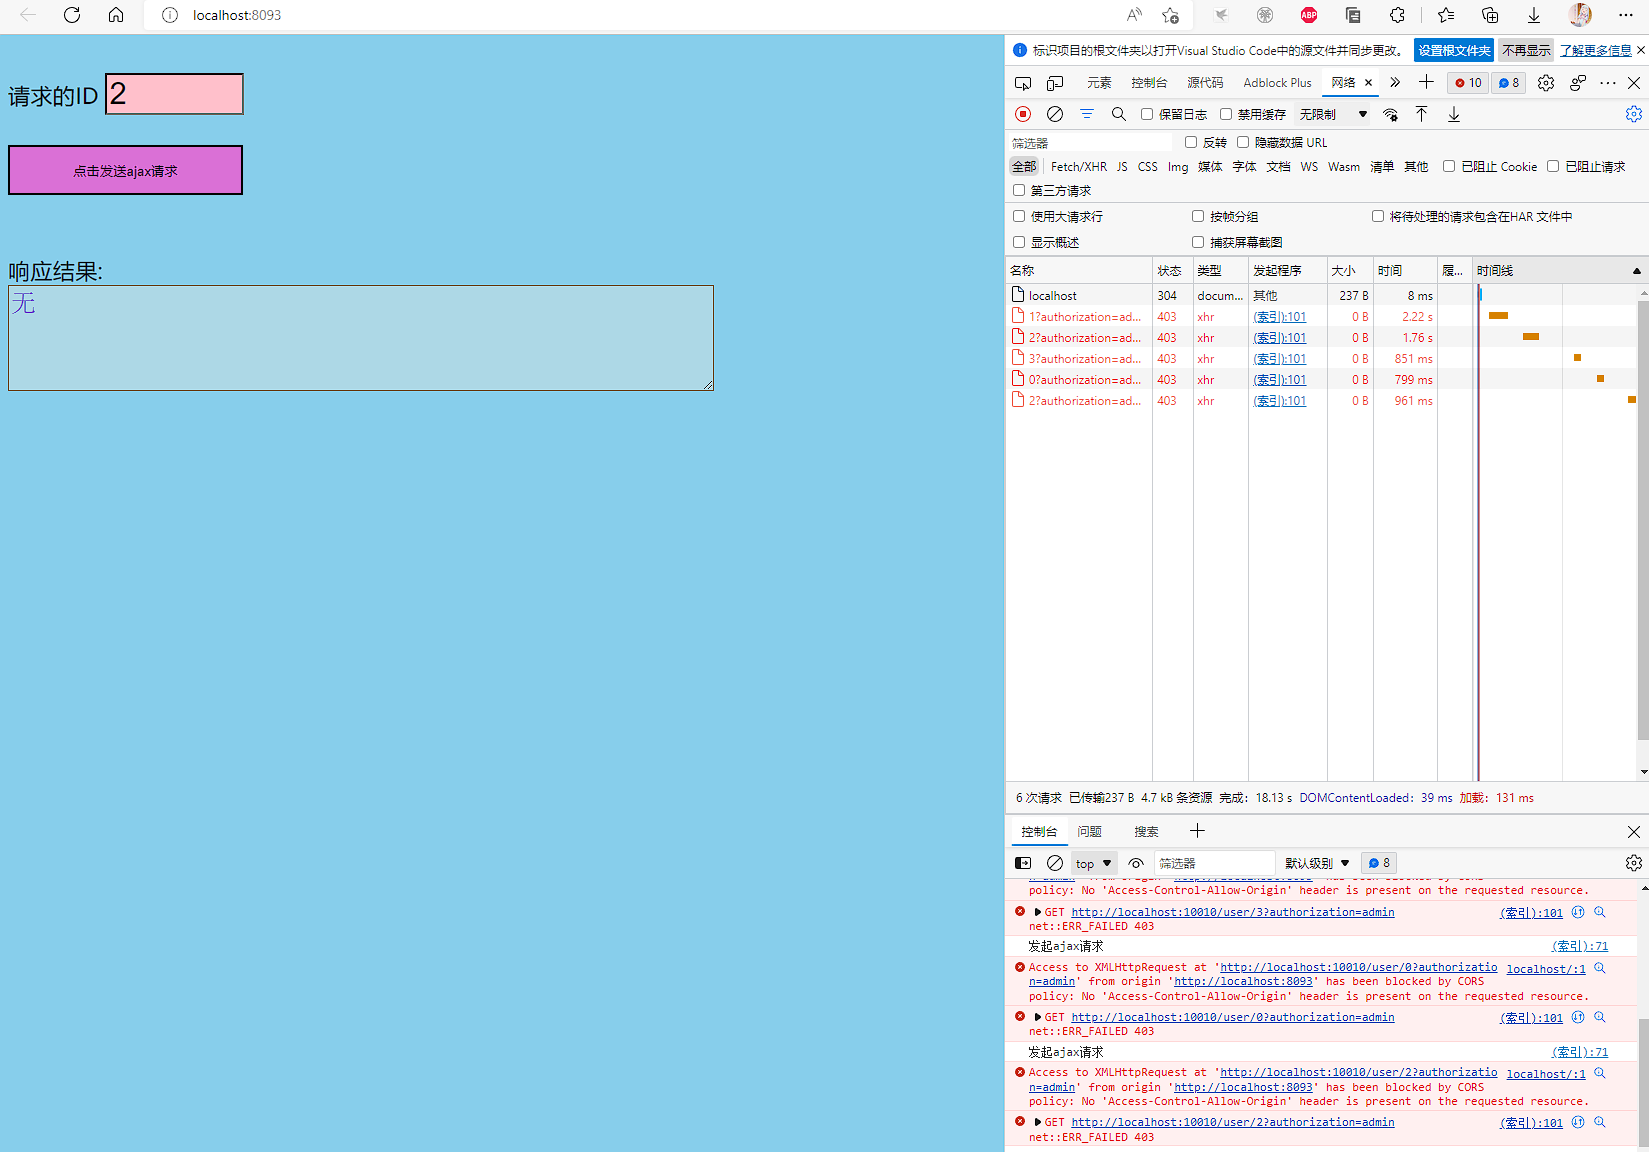 localhost:8093
请求的ID 2
点击发送ajax请求
响应结果:
无
标识项目的根文件夹以打开Visual Studio Code中的源文件并同步更改。 设置根文件夹 不再显示 了解更多信息
元素 控制台 源代码 Adblock Plus 网络 10 8
保留日志 禁用缓存 无限制
筛选器 反转 隐藏数据 URL
全部 Fetch/XHR JS CSS Img 媒体 字体 文档 WS Wasm 清单 其他 已阻止 Cookie 已阻止请求
第三方请求
使用大请求行 按帧分组 将待处理的请求包含在HAR 文件中
显示概述 捕获屏幕截图
名称 状态 类型 发起程序 大小 时间 履... 时间线
localhost 304 docum... 其他 237 B 8 ms
1?authorization=ad... 403 xhr (索引):101 0 B 2.22 s
2?authorization=ad... 403 xhr (索引):101 0 B 1.76 s
3?authorization=ad... 403 xhr (索引):101 0 B 851 ms
0?authorization=ad... 403 xhr (索引):101 0 B 799 ms
2?authorization=ad... 403 xhr (索引):101 0 B 961 ms
6 次请求 已传输237 B 4.7 kB 条资源 完成：18.13 s DOMContentLoaded：39 ms 加载：131 ms
控制台 问题 搜索
top 筛选器 默认级别 8
policy: No 'Access-Control-Allow-Origin' header is present on the requested resource.
GET http://localhost:10010/user/3?authorization=admin (索引):101
net::ERR_FAILED 403
发起ajax请求 (索引):71
Access to XMLHttpRequest at 'http://localhost:10010/user/0?authorizatio localhost/:1
n=admin' from origin 'http://localhost:8093' has been blocked by CORS
policy: No 'Access-Control-Allow-Origin' header is present on the requested resource.
GET http://localhost:10010/user/0?authorization=admin (索引):101
net::ERR_FAILED 403
发起ajax请求 (索引):71
Access to XMLHttpRequest at 'http://localhost:10010/user/2?authorizatio localhost/:1
n=admin' from origin 'http://localhost:8093' has been blocked by CORS
policy: No 'Access-Control-Allow-Origin' header is present on the requested resource.
GET http://localhost:10010/user/2?authorization=admin (索引):101
net::ERR_FAILED 403